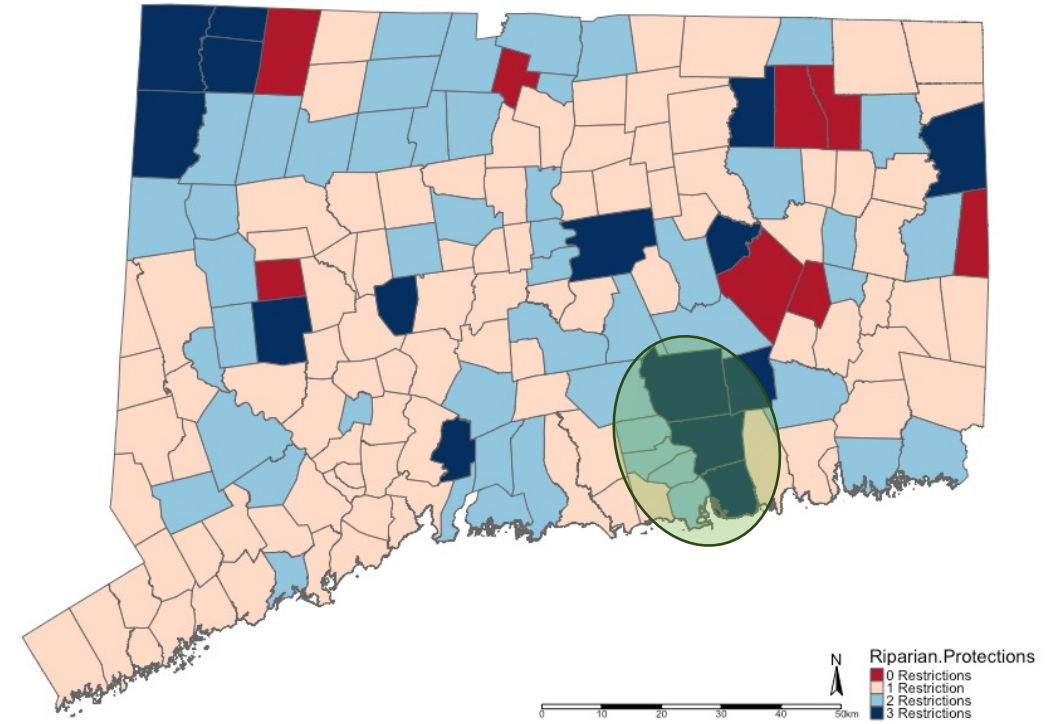 N
0 10 20 30 40 50km
Riparian.Protections
0 Restrictions
1 Restriction
2 Restrictions
3 Restrictions